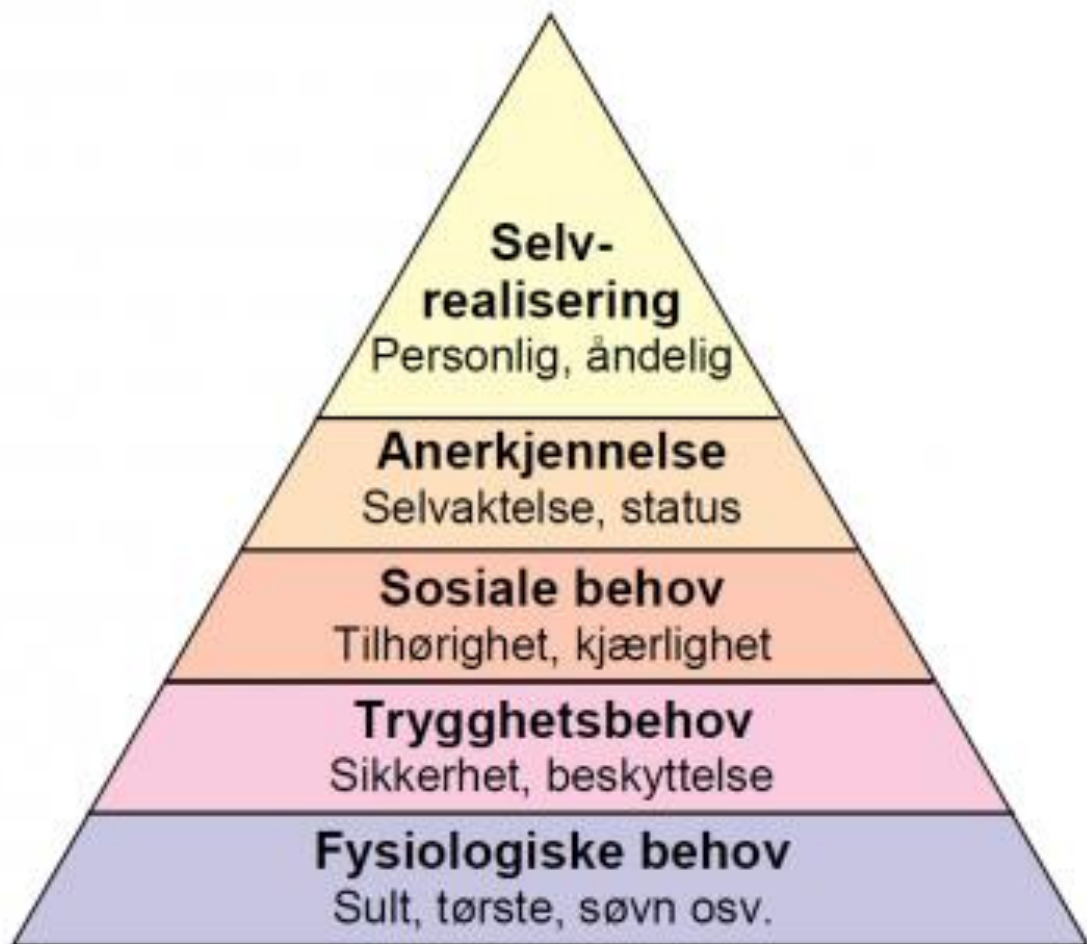 Selv-
realisering
Personlig, åndelig
Anerkjennelse
Selvaktelse, status
Sosiale behov
Tilhørighet, kjærlighet
Trygghetsbehov
Sikkerhet, beskyttelse
Fysiologiske behov
Sult, tørste, søvn osv.